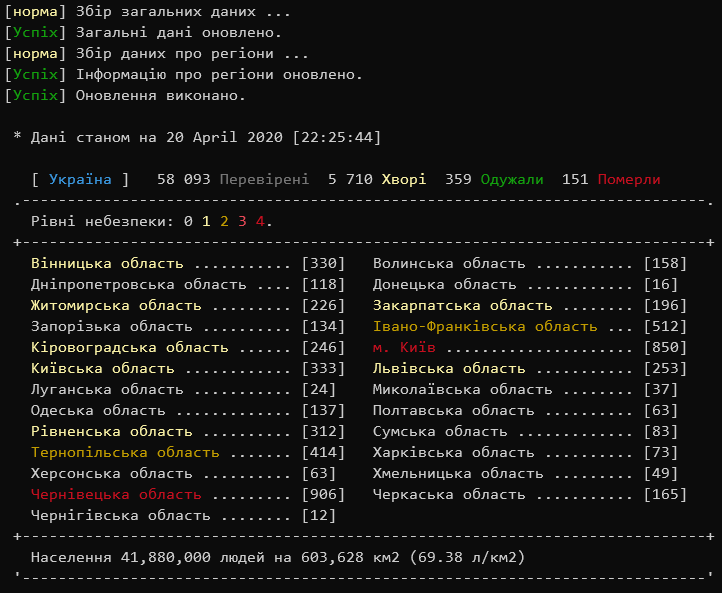 [норма] Збір загальних даних ...
[Успіх] Загальні дані оновлено.
[норма] Збір даних про регіони ...
[Успіх] Інформацію про регіони оновлено.
[Успіх] Оновлення виконано.
* Дані станом на 20 April 2020 [22:25:44]
[ Україна ] 58 093 Перевірені 5 710 Хворі 359 Одужали 151 Померли
.----------------------------------------------------------------------------.
Рівні небезпеки: 0 1 2 3 4.
+----------------------------------------------------------------------------+
Вінницька область ........... [330] Волинська область ........... [158]
Дніпропетровська область .... [118] Донецька область ............ [16]
Житомирська область ......... [226] Закарпатська область ........ [196]
Запорізька область .......... [134] Івано-Франківська область ... [512]
Кіровоградська область ...... [246] м. Київ ..................... [850]
Київська область ............ [333] Львівська область ........... [253]
Луганська область ........... [24] Миколаївська область ........ [37]
Одеська область ............. [137] Полтавська область .......... [63]
Рівненська область .......... [312] Сумська область ............. [83]
Тернопільська область ....... [414] Харківська область .......... [73]
Херсонська область .......... [63] Хмельницька область ......... [49]
Чернівецька область ......... [906] Черкаська область ........... [165]
Чернігівська область ........ [12]
+----------------------------------------------------------------------------+
Населення 41,880,000 людей на 603,628 км2 (69.38 л/км2)
'----------------------------------------------------------------------------'